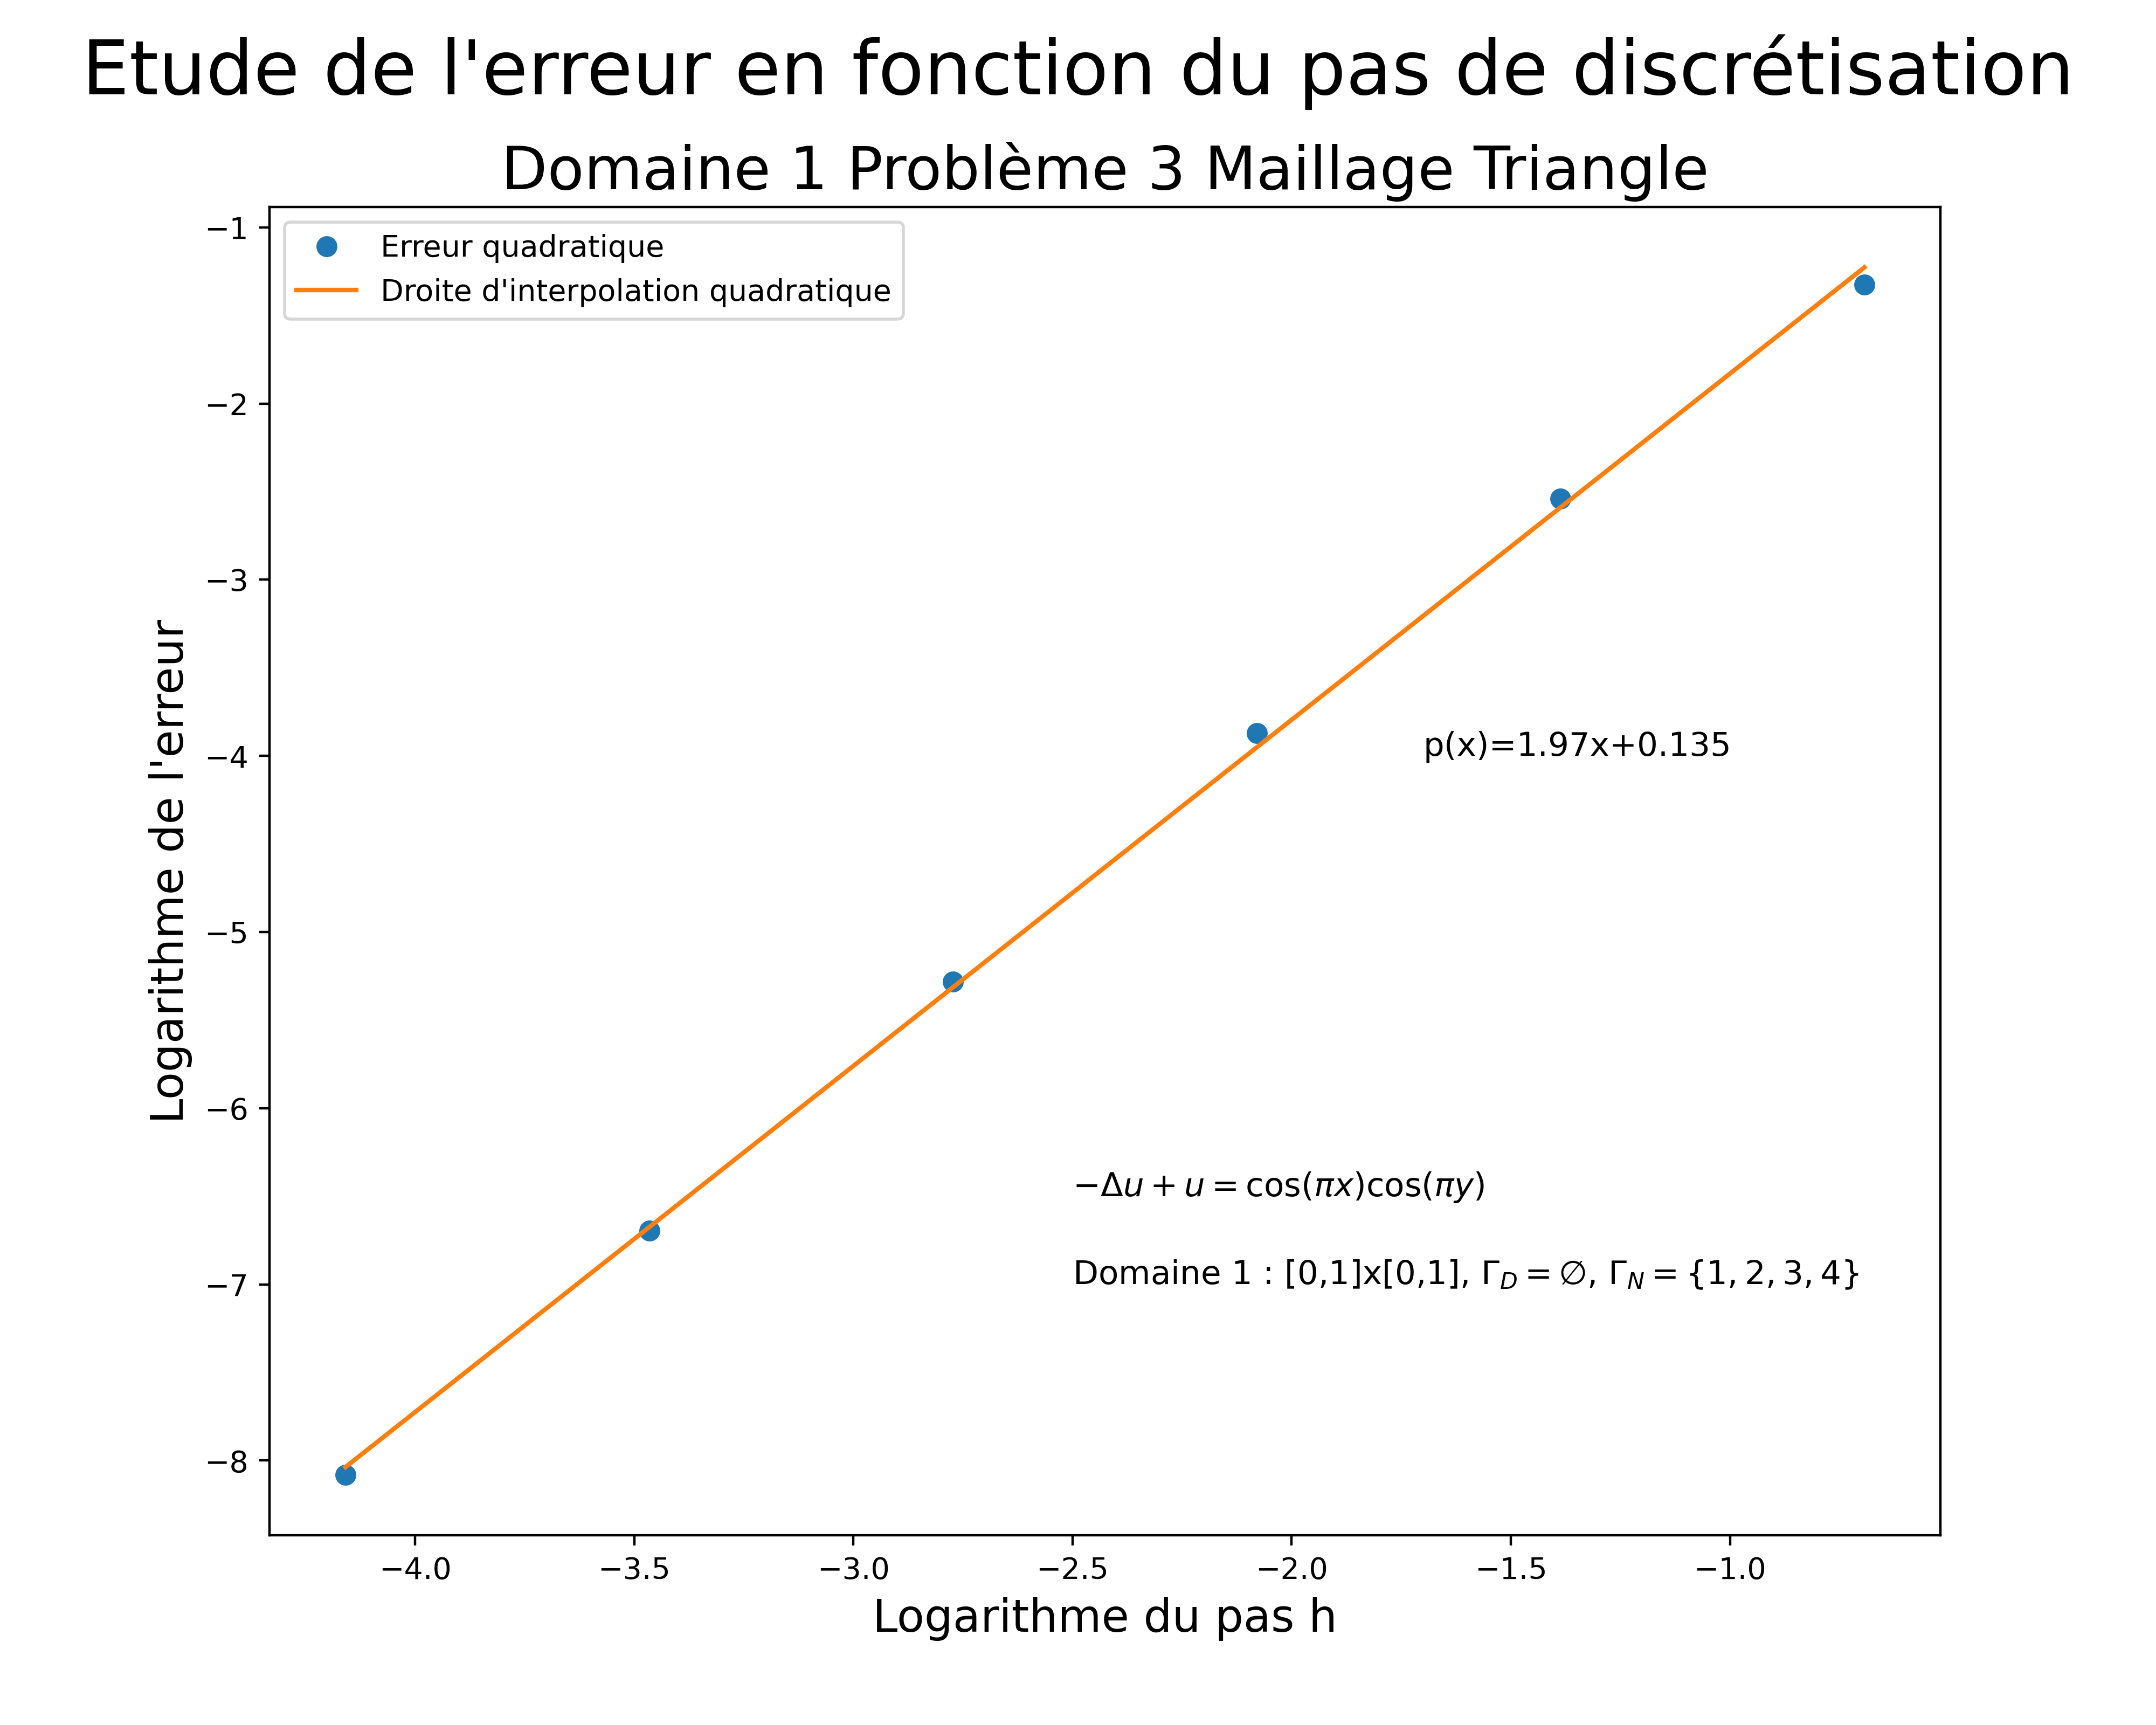 Etude de l'erreur en fonction du pas de discrétisation
Domaine 1 Problème 3 Maillage Triangle
Erreur quadratique
Droite d'interpolation quadratique
−1
−2
−3
−4
−5
−6
−7
−8
Logarithme de l'erreur
p(x)=1.97x+0.135
−Δu + u = cos(πx)cos(πy)
Domaine 1 : [0,1]x[0,1], Γ_D = ∅, Γ_N = {1, 2, 3, 4}
−4.0 −3.5 −3.0 −2.5 −2.0 −1.5 −1.0
Logarithme du pas h